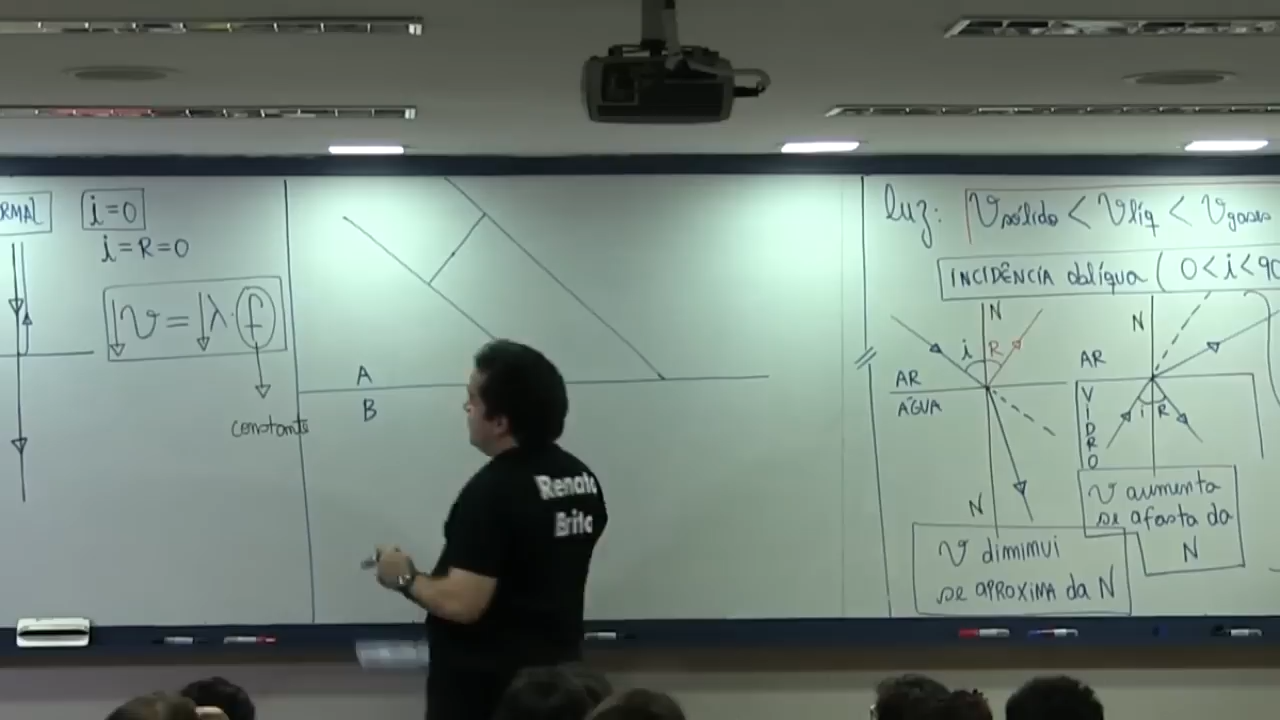 RMAL
i=0
i=R=0
V=λ.f
constante
A
B
Renato
Brito
luz: Vsólido < Vlíq < Vgases
INCIDÊNCIA oblíqua ( 0<i<90
N
i
R
AR
ÁGUA
N
V diminui
se APROXIMA da N
N
AR
VIDRO
i
R
V aumenta
se afasta da
N